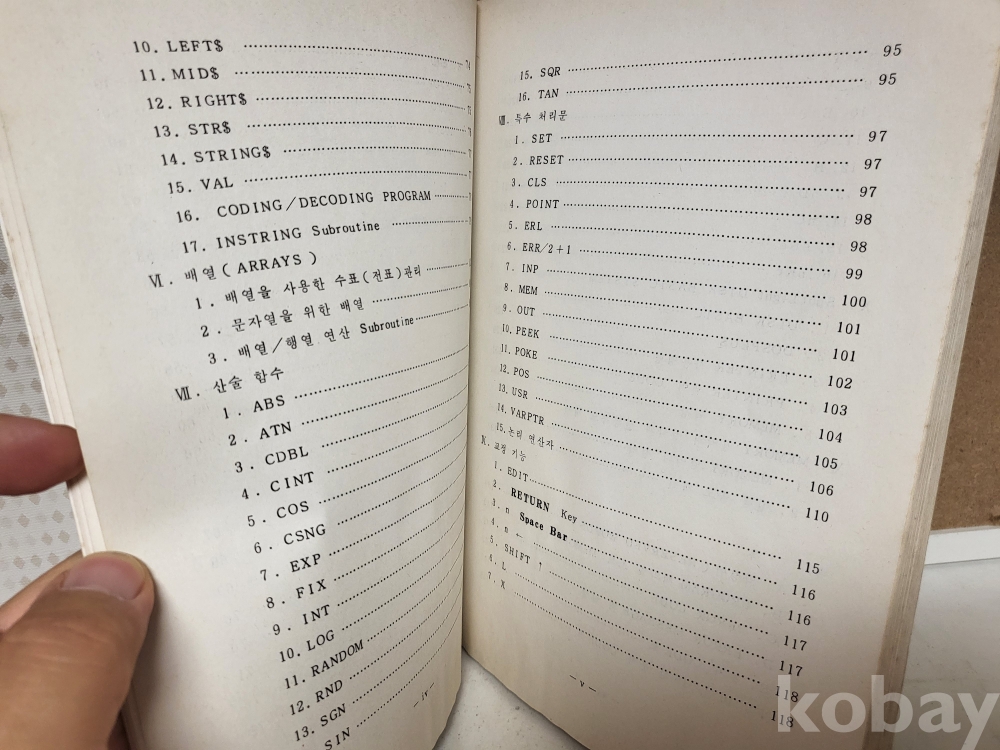 10. LEFT$ 74
11. MID$
12. RIGHT$
13. STR$
14. STRING$
15. VAL
16. CODING/DECODING PROGRAM
17. INSTRING Subroutine
Ⅵ. 배열(ARRAYS)
1. 배열을 사용한 수표(전표)관리
2. 문자열을 위한 배열
3. 배열/행열 연산 Subroutine
Ⅶ. 산술 함수
1. ABS
2. ATN
3. CDBL
4. CINT
5. COS
6. CSNG
7. EXP
8. FIX
9. INT
10. LOG
11. RANDOM
12. RND
13. SGN
SIN
— iv —
15. SQR 95
16. TAN 95
Ⅷ. 특수 처리문
1. SET 97
2. RESET 97
3. CLS 97
4. POINT 98
5. ERL 98
6. ERR/2+1 99
7. INP 100
8. MEM 101
9. OUT 101
10. PEEK 102
11. POKE 103
12. POS 104
13. USR 105
14. VARPTR 106
15. 논리 연산자 110
Ⅸ. 교정 기능
1. EDIT 115
2. RETURN Key 116
3. n Space Bar 116
4. n ← 117
5. SHIFT ↑ 117
6. L 118
7. X 118
— v —
kobay